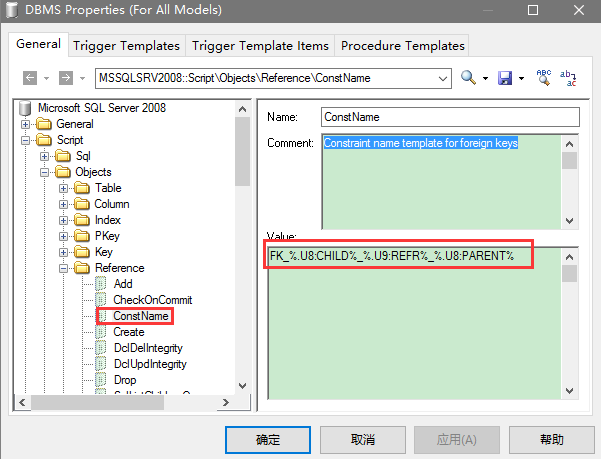 DBMS Properties (For All Models)
General
Trigger Templates
Trigger Template Items
Procedure Templates
MSSQLSRV2008::Script\Objects\Reference\ConstName
Microsoft SQL Server 2008
General
Script
Sql
Objects
Table
Column
Index
PKey
Key
Reference
Add
CheckOnCommit
ConstName
Create
DclDelIntegrity
DclUpdIntegrity
Drop
Name:
ConstName
Comment:
Constraint name template for foreign keys
Value:
FK_%.U8:CHILD%_%.U9:REFR%_%.U8:PARENT%
确定
取消
应用(A)
帮助